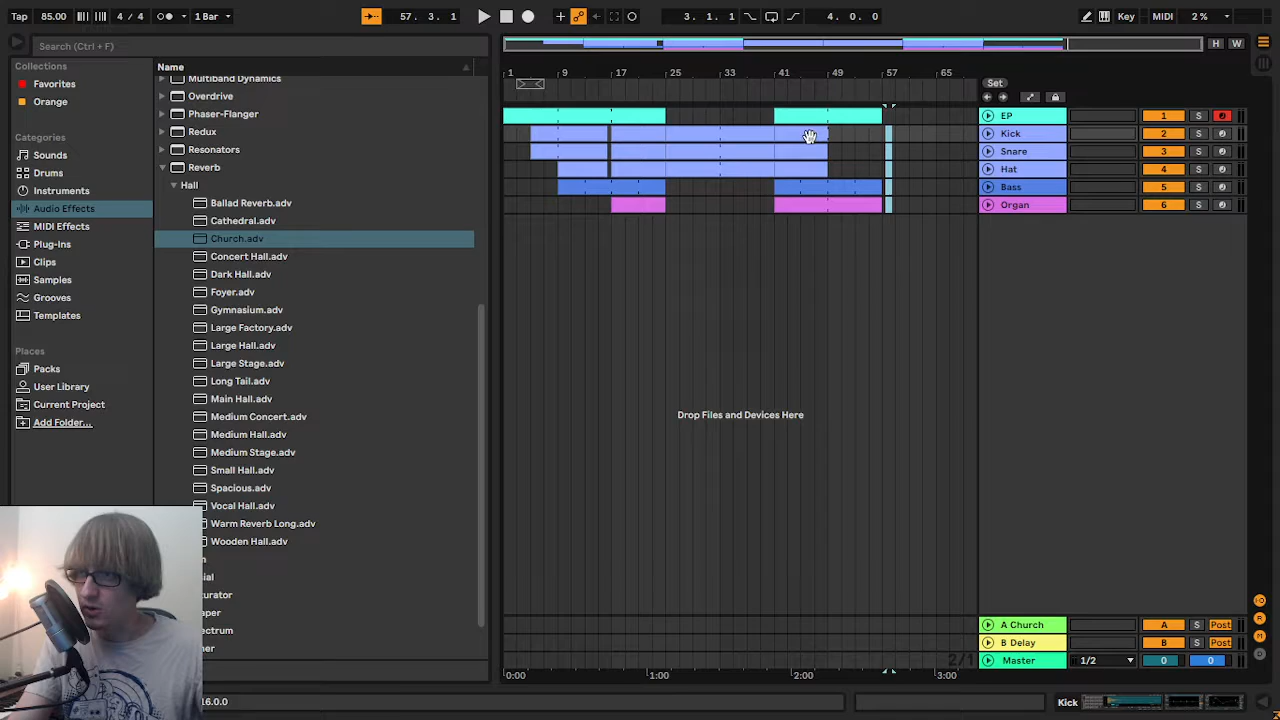 Tap 85.00 4 / 4 1 Bar 57. 3. 1 3. 1. 1 4. 0. 0 Key MIDI 2 %
Search (Ctrl + F)
H W
Collections
Favorites
Orange
Categories
Sounds
Drums
Instruments
Audio Effects
MIDI Effects
Plug-Ins
Clips
Samples
Grooves
Templates
Places
Packs
User Library
Current Project
Add Folder...
Name
Multiband Dynamics
Overdrive
Phaser-Flanger
Redux
Resonators
Reverb
Hall
Ballad Reverb.adv
Cathedral.adv
Church.adv
Concert Hall.adv
Dark Hall.adv
Foyer.adv
Gymnasium.adv
Large Factory.adv
Large Hall.adv
Large Stage.adv
Long Tail.adv
Main Hall.adv
Medium Concert.adv
Medium Hall.adv
Medium Stage.adv
Small Hall.adv
Spacious.adv
Vocal Hall.adv
Warm Reverb Long.adv
Wooden Hall.adv
1 9 17 25 33 41 49 57 65
Set
EP 1 S
Kick 2 S
Snare 3 S
Hat 4 S
Bass 5 S
Organ 6 S
Drop Files and Devices Here
A Church A S Post
B Delay B S Post
2/1 Master 1/2 0 0
0:00 1:00 2:00 3:00
16.0.0
Kick